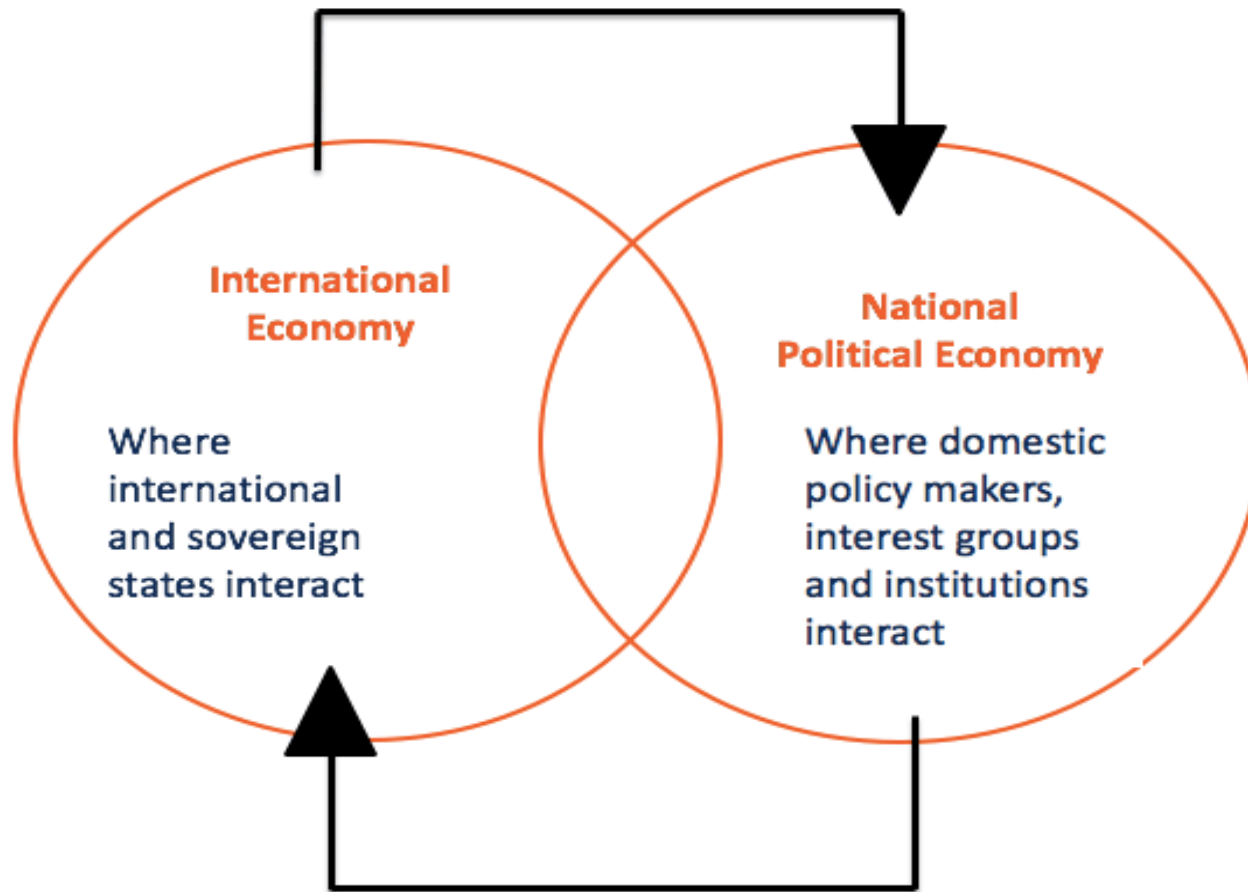 International
Economy
Where
international
and sovereign
states interact
National
Political Economy
Where domestic
policy makers,
interest groups
and institutions
interact